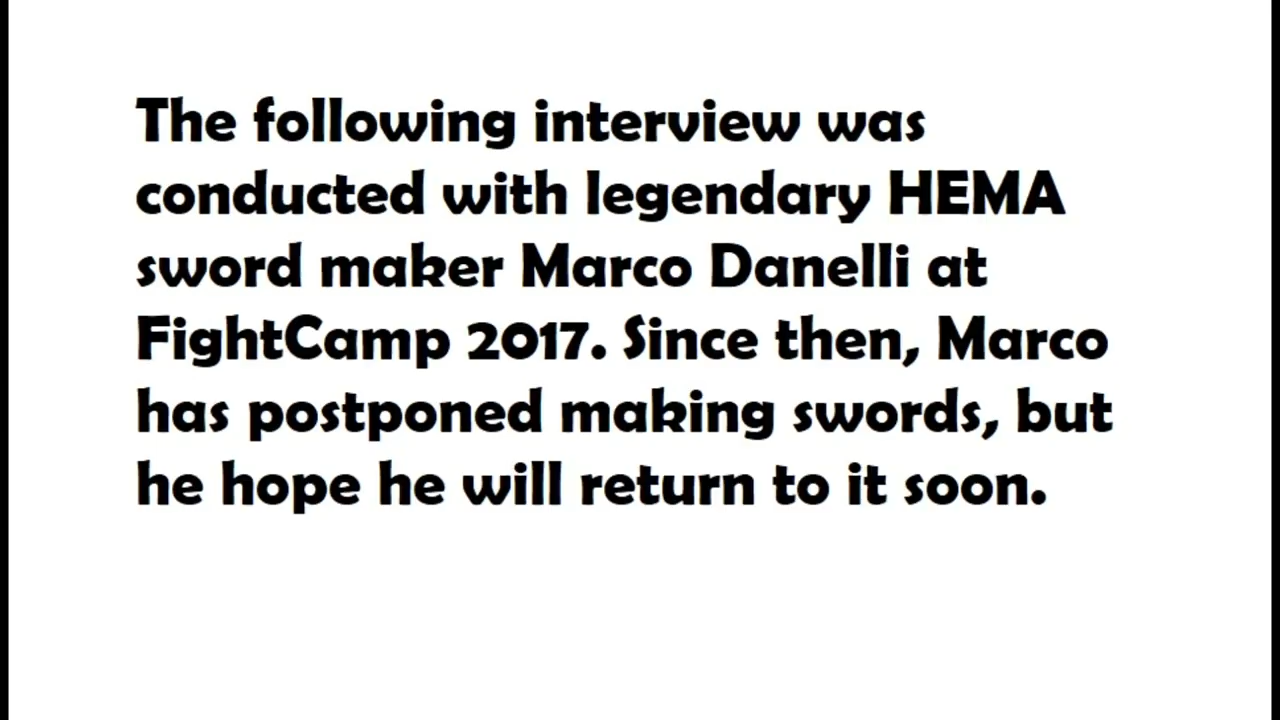 The following interview was
conducted with legendary HEMA
sword maker Marco Danelli at
FightCamp 2017. Since then, Marco
has postponed making swords, but
he hope he will return to it soon.